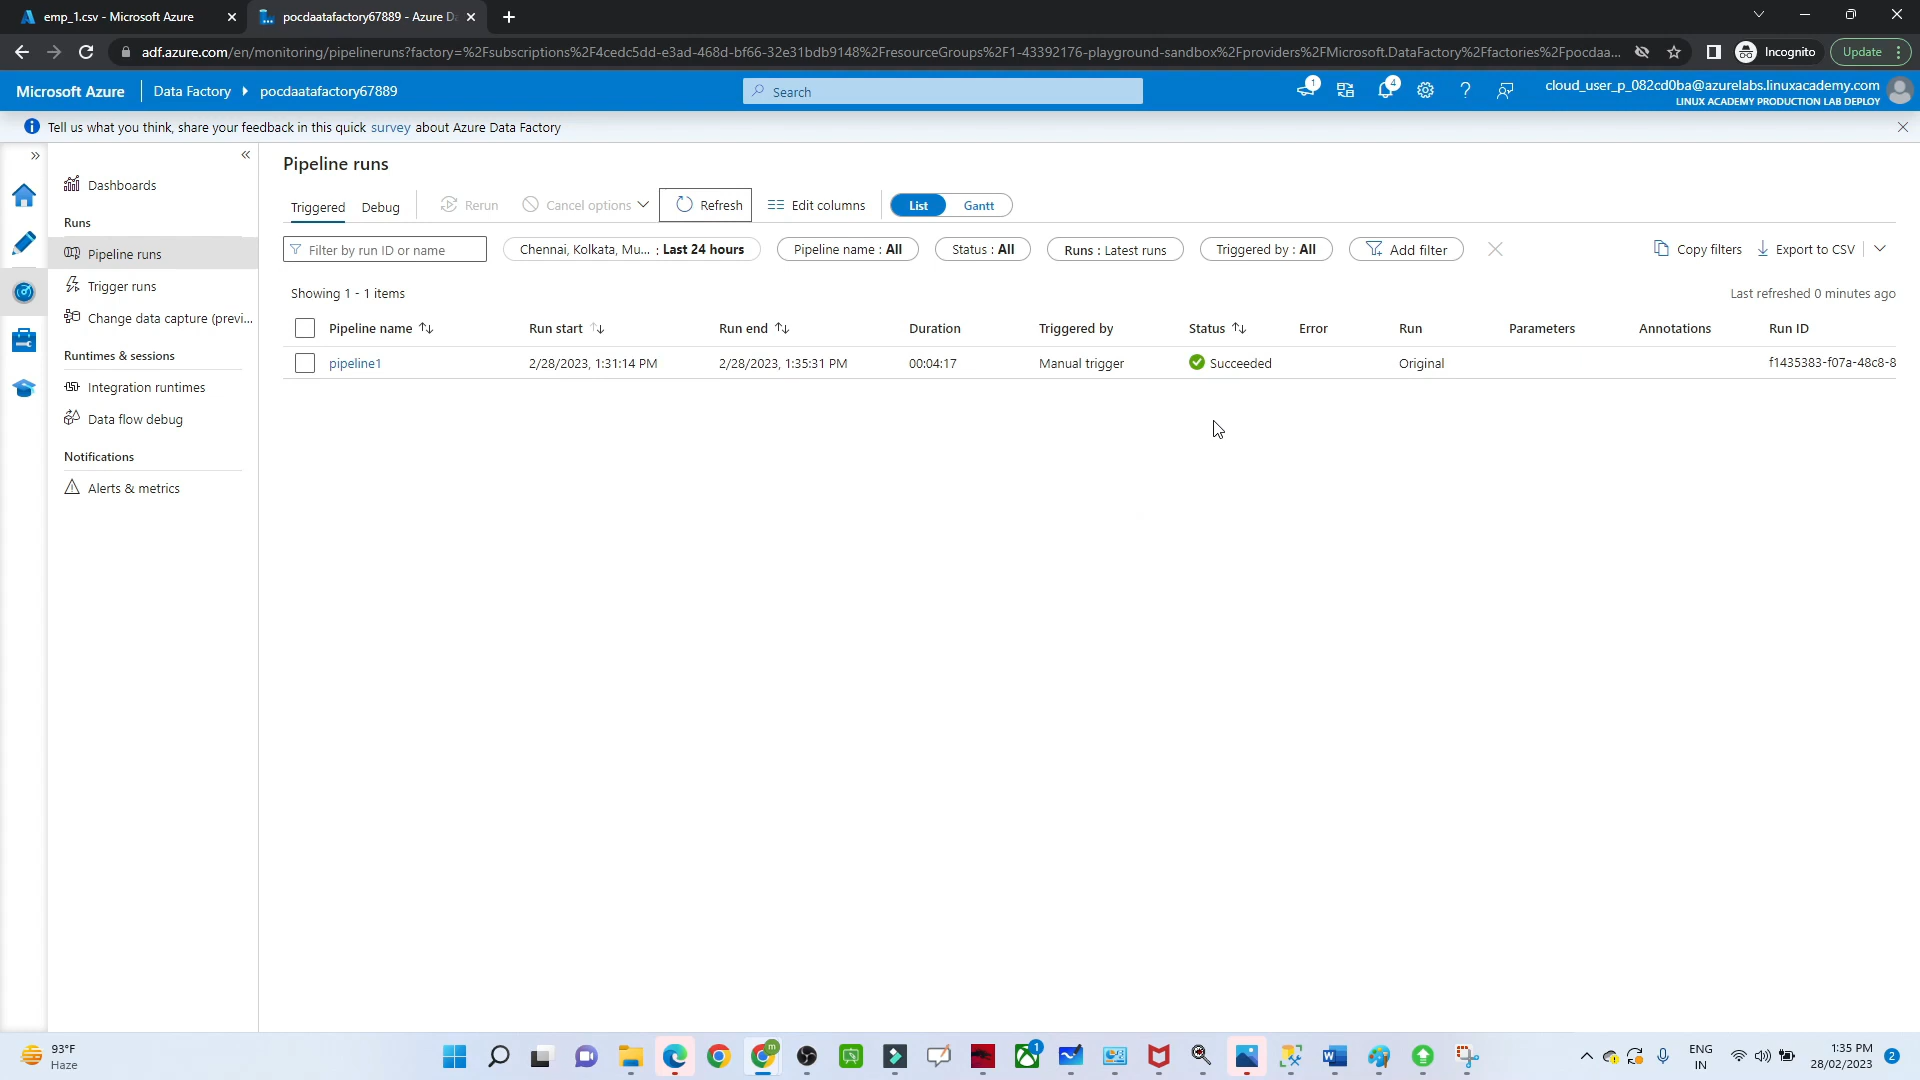 emp_1.csv - Microsoft Azure
pocdaatafactory67889 - Azure Da
adf.azure.com/en/monitoring/pipelineruns?factory=%2Fsubscriptions%2F4cedc5dd-e3ad-468d-bf66-32e31bdb9148%2FresourceGroups%2F1-43392176-playground-sandbox%2Fproviders%2FMicrosoft.DataFactory%2Ffactories%2Fpocdaa...
Incognito
Update
Microsoft Azure
Data Factory
pocdaatafactory67889
Search
1
4
cloud_user_p_082cd0ba@azurelabs.linuxacademy.com
LINUX ACADEMY PRODUCTION LAB DEPLOY
Tell us what you think, share your feedback in this quick survey about Azure Data Factory
Dashboards
Runs
Pipeline runs
Trigger runs
Change data capture (previ...
Runtimes & sessions
Integration runtimes
Data flow debug
Notifications
Alerts & metrics
Pipeline runs
Triggered Debug Rerun Cancel options Refresh Edit columns List Gantt
Filter by run ID or name Chennai, Kolkata, Mu... : Last 24 hours Pipeline name : All Status : All Runs : Latest runs Triggered by : All Add filter Copy filters Export to CSV
Showing 1 - 1 items Last refreshed 0 minutes ago
Pipeline name Run start Run end Duration Triggered by Status Error Run Parameters Annotations Run ID
pipeline1 2/28/2023, 1:31:14 PM 2/28/2023, 1:35:31 PM 00:04:17 Manual trigger Succeeded Original f1435383-f07a-48c8-8
93°F
Haze
m
1
ENG
IN
1:35 PM
28/02/2023
2